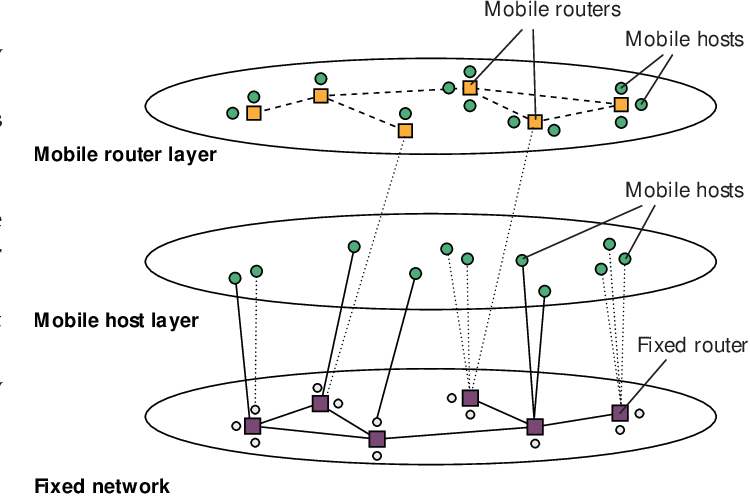 Mobile routers
Mobile hosts
Mobile router layer
Mobile hosts
Mobile host layer
Fixed router
Fixed network